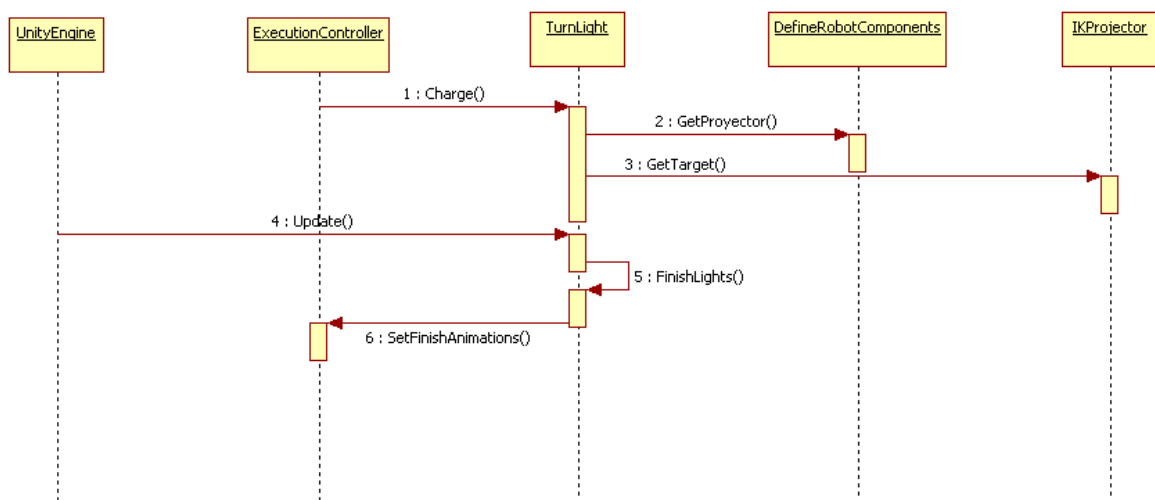 UnityEngine
ExecutionController
TurnLight
DefineRobotComponents
IKProjector
1 : Charge()
2 : GetProyector()
3 : GetTarget()
4 : Update()
5 : FinishLights()
6 : SetFinishAnimations()